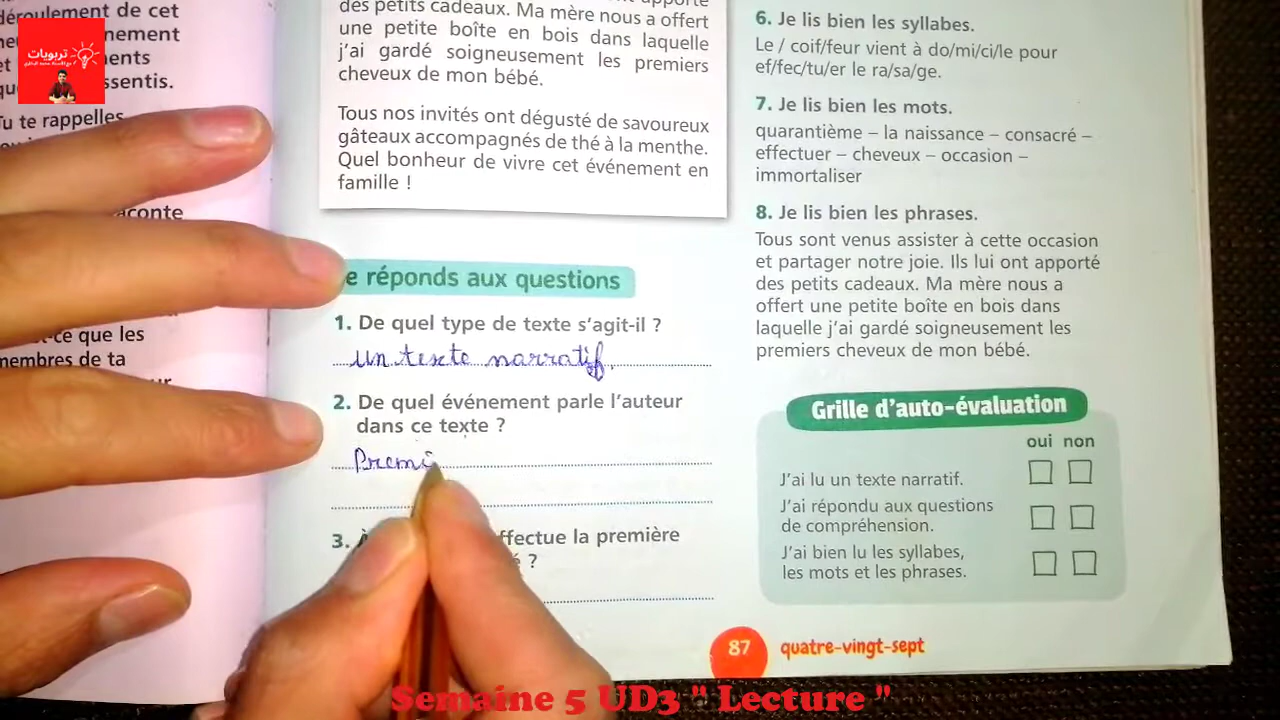 déroulement de cet
nement
et
ments
ssentis.
Tu te rappelles
aconte
ce que les
membres de ta
تربويات
des petits cadeaux. Ma mère nous a offert
une petite boîte en bois dans laquelle
j'ai gardé soigneusement les premiers
cheveux de mon bébé.
Tous nos invités ont dégusté de savoureux
gâteaux accompagnés de thé à la menthe.
Quel bonheur de vivre cet événement en
famille !
e réponds aux questions
1. De quel type de texte s'agit-il ?
un texte narratif.
2. De quel événement parle l'auteur
dans ce texte ?
Premi
3. À ffectue la première
é ?
6. Je lis bien les syllabes.
Le / coif/feur vient à do/mi/ci/le pour
ef/fec/tu/er le ra/sa/ge.
7. Je lis bien les mots.
quarantième – la naissance – consacré –
effectuer – cheveux – occasion –
immortaliser
8. Je lis bien les phrases.
Tous sont venus assister à cette occasion
et partager notre joie. Ils lui ont apporté
des petits cadeaux. Ma mère nous a
offert une petite boîte en bois dans
laquelle j'ai gardé soigneusement les
premiers cheveux de mon bébé.
Grille d'auto-évaluation
oui non
J'ai lu un texte narratif.
J'ai répondu aux questions
de compréhension.
J'ai bien lu les syllabes,
les mots et les phrases.
87 quatre-vingt-sept
Semaine 5 UD3 " Lecture "